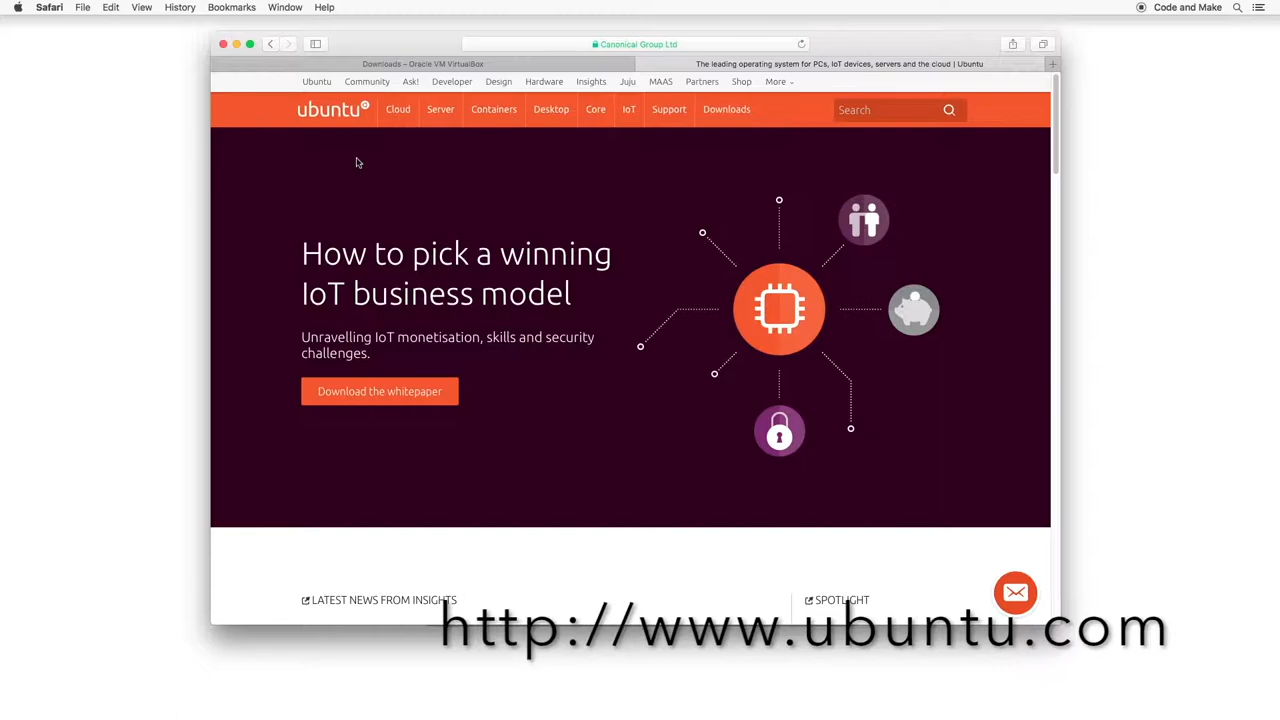 Safari File Edit View History Bookmarks Window Help Code and Make
Canonical Group Ltd
Downloads – Oracle VM VirtualBox The leading operating system for PCs, IoT devices, servers and the cloud | Ubuntu
Ubuntu Community Ask! Developer Design Hardware Insights Juju MAAS Partners Shop More
ubuntu Cloud Server Containers Desktop Core IoT Support Downloads Search
How to pick a winning
IoT business model
Unravelling IoT monetisation, skills and security
challenges.
Download the whitepaper
LATEST NEWS FROM INSIGHTS SPOTLIGHT
http://www.ubuntu.com